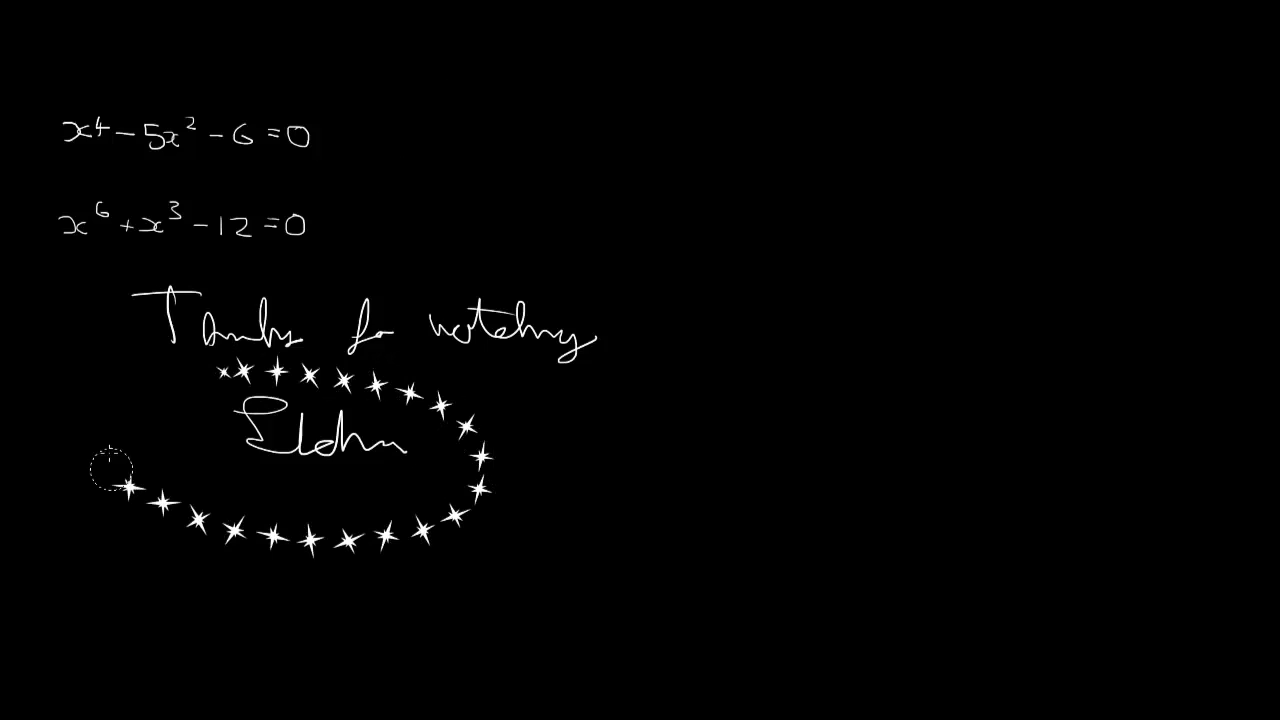 x⁴ - 5x² - 6 = 0
x⁶ + x³ - 12 = 0
Thanks for watching